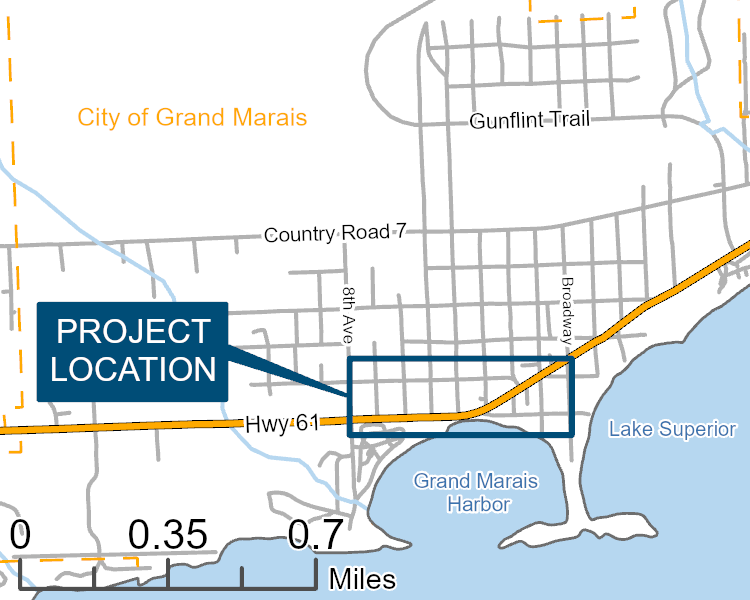 City of Grand Marais
Gunflint Trail
Country Road 7
8th Ave
Broadway
PROJECT
LOCATION
Hwy 61
Lake Superior
Grand Marais
Harbor
0 0.35 0.7
Miles